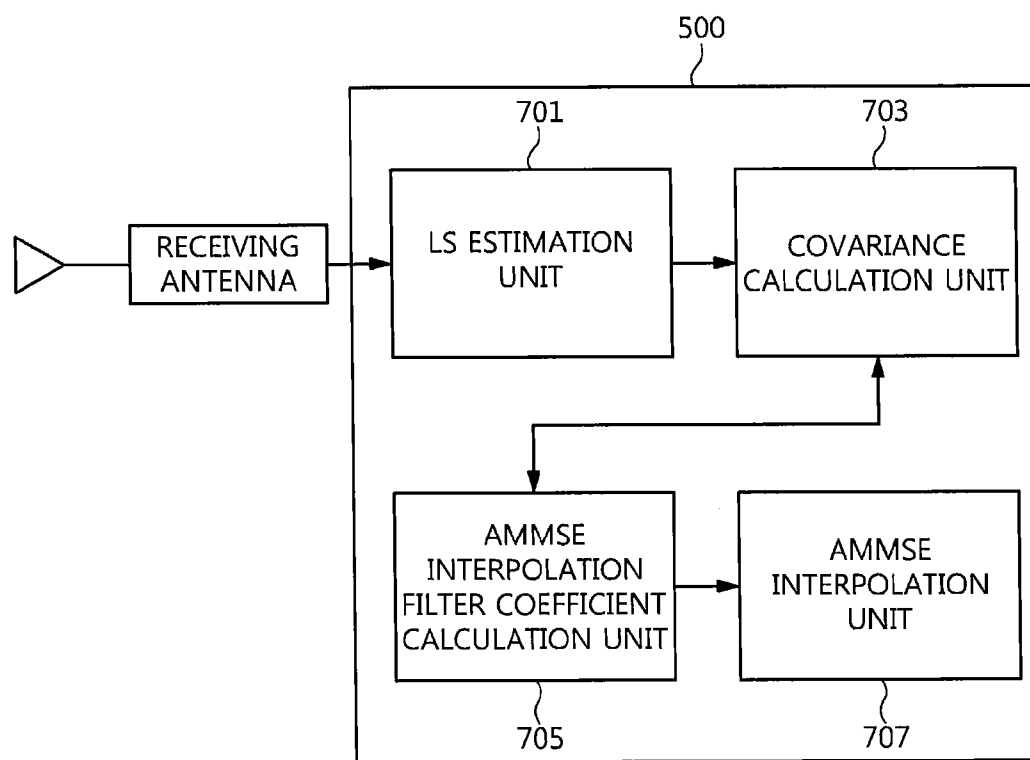 500
701
703
RECEIVING
ANTENNA
LS ESTIMATION
UNIT
COVARIANCE
CALCULATION UNIT
AMMSE
INTERPOLATION
FILTER COEFFICIENT
CALCULATION UNIT
AMMSE
INTERPOLATION
UNIT
705
707